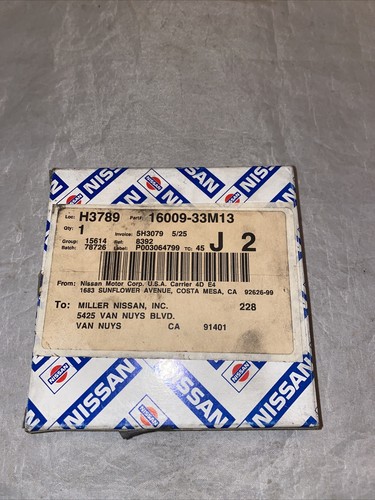 NISSAN
NISSAN
NISSAN
Loc: H3789 Part#: 16009-33M13
Qty: 1 Invoice: 5H3079 5/25
Group: 15614 Ref: 8392
Batch: 78726 Label: P003064799 TC: 45 J 2
From: Nissan Motor Corp. U.S.A. Carrier 4D E4
1683 SUNFLOWER AVENUE, COSTA MESA, CA 92626-99
To: MILLER NISSAN, INC. 228
5425 VAN NUYS BLVD.
VAN NUYS CA 91401
NISSAN
NISSAN
NISSAN